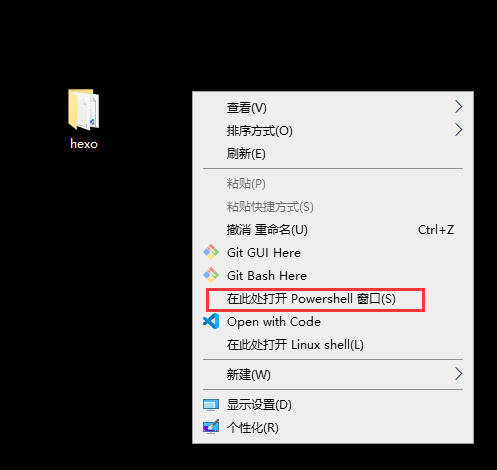 hexo
查看(V)
排序方式(O)
刷新(E)
粘贴(P)
粘贴快捷方式(S)
撤消 重命名(U) Ctrl+Z
Git GUI Here
Git Bash Here
在此处打开 Powershell 窗口(S)
Open with Code
在此处打开 Linux shell(L)
新建(W)
显示设置(D)
个性化(R)